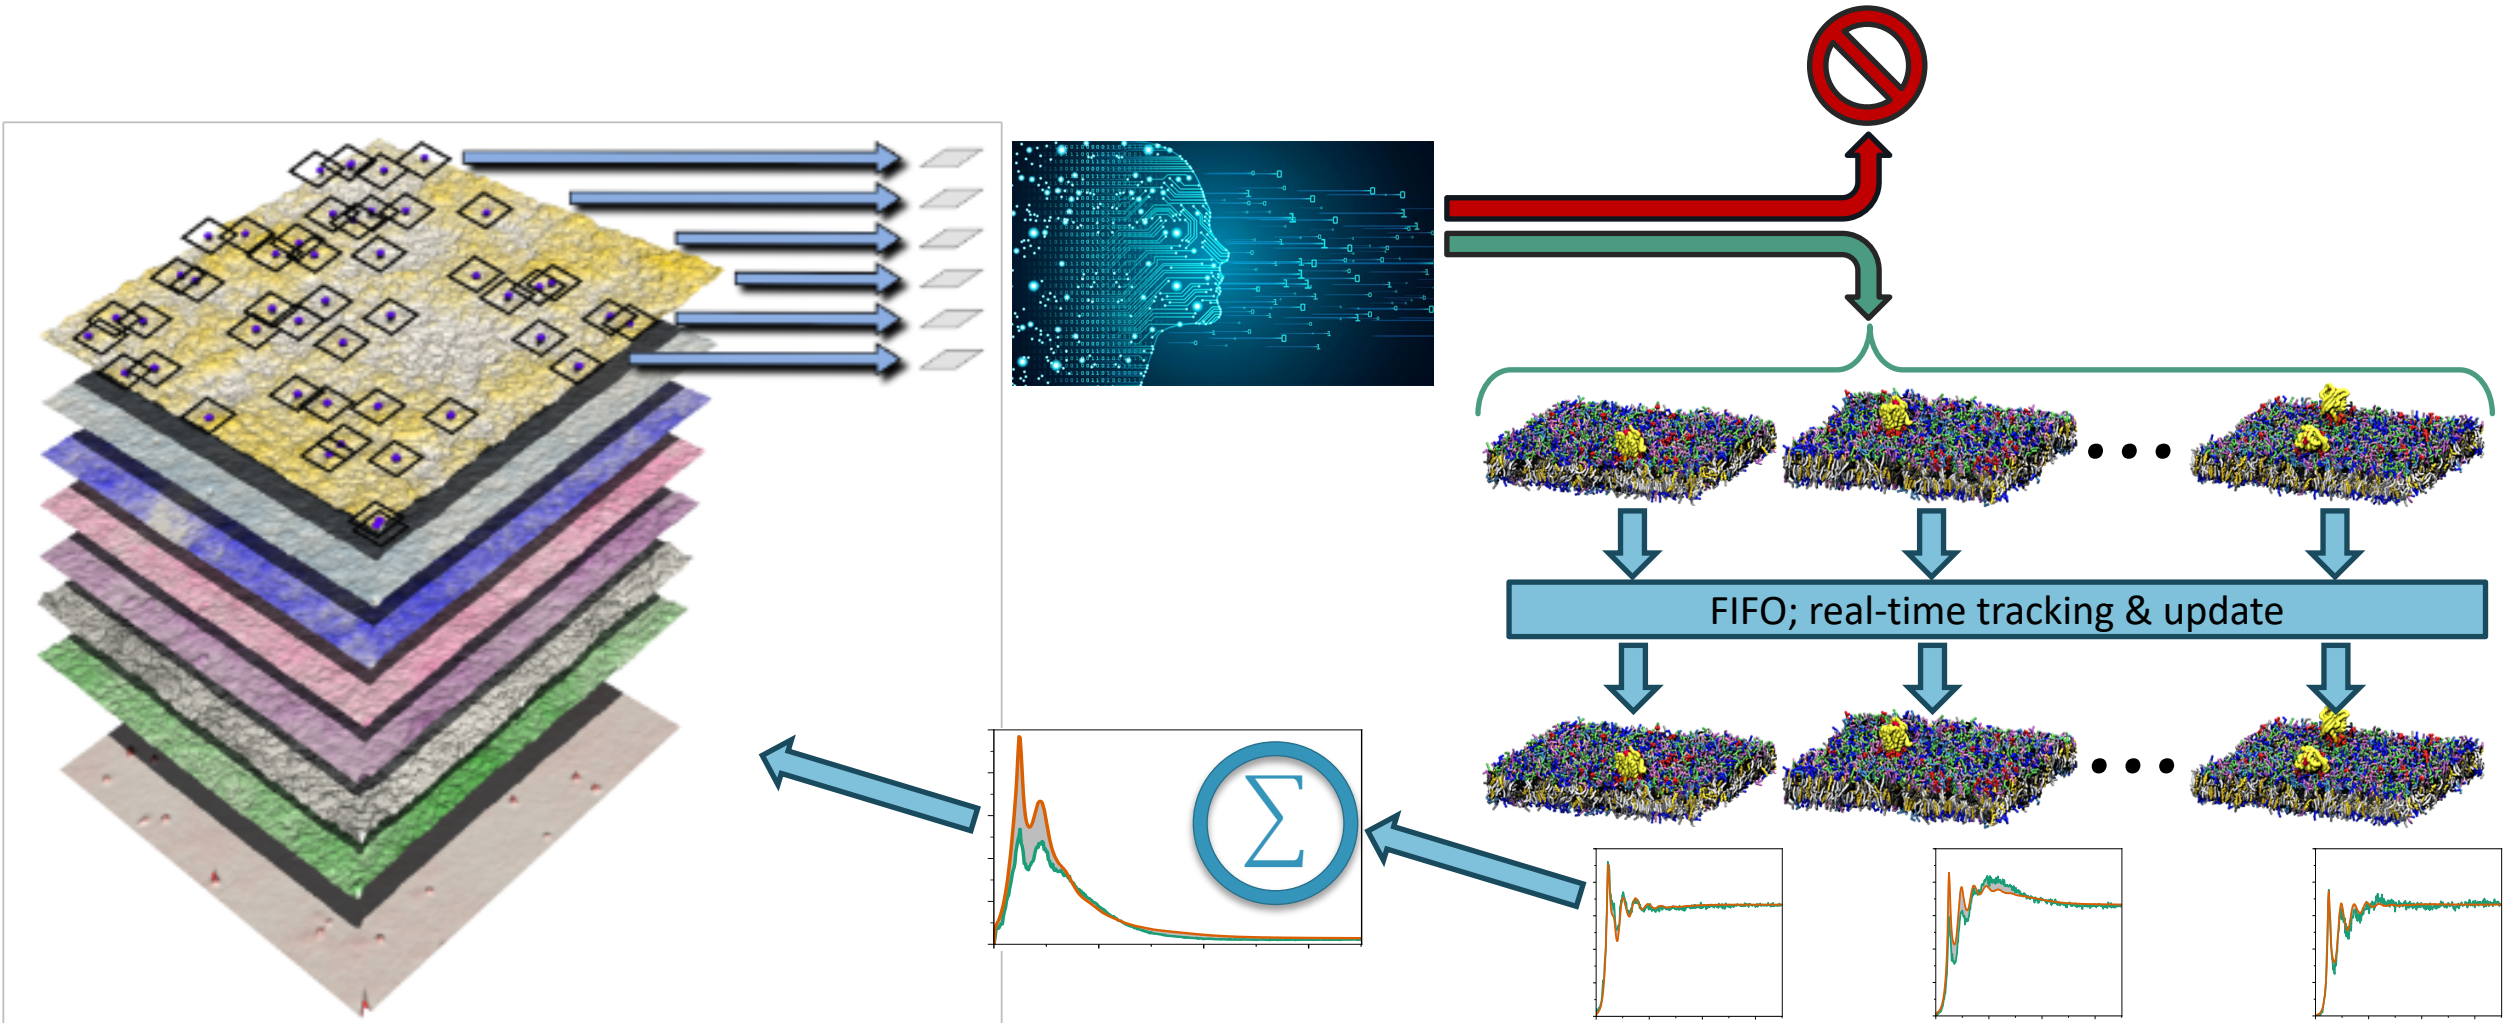 FIFO; real-time tracking & update
∑